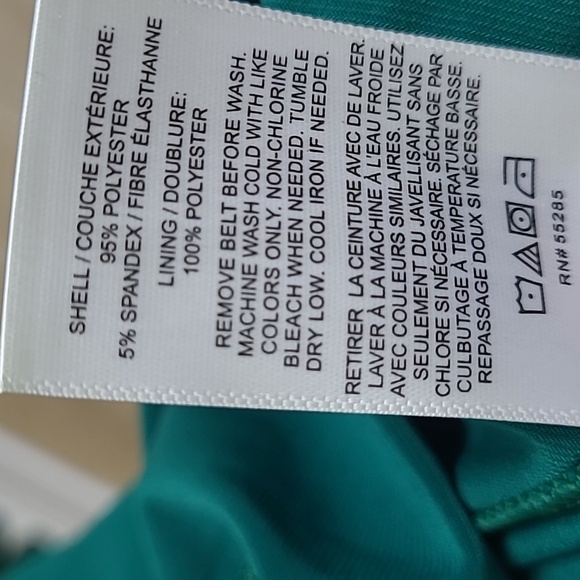 SHELL / COUCHE EXTÉRIEURE:
95% POLYESTER
5% SPANDEX / FIBRE ÉLASTHANNE
LINING / DOUBLURE:
100% POLYESTER
REMOVE BELT BEFORE WASH.
MACHINE WASH COLD WITH LIKE
COLORS ONLY. NON-CHLORINE
BLEACH WHEN NEEDED. TUMBLE
DRY LOW. COOL IRON IF NEEDED.
RETIRER LA CEINTURE AVEC DE LAVER.
LAVER À LA MACHINE À L'EAU FROIDE
AVEC COULEURS SIMILAIRES. UTILISEZ
SEULEMENT DU JAVELLISANT SANS
CHLORE SI NÉCESSAIRE. SÉCHAGE PAR
CULBUTAGE À TEMPERATURE BASSE.
REPASSAGE DOUX SI NÉCESSAIRE.
RN# 55285